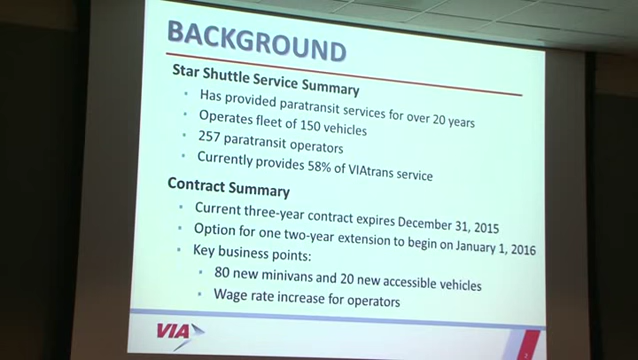 BACKGROUND
Star Shuttle Service Summary
• Has provided paratransit services for over 20 years
• Operates fleet of 150 vehicles
• 257 paratransit operators
• Currently provides 58% of VIAtrans service
Contract Summary
• Current three-year contract expires December 31, 2015
• Option for one two-year extension to begin on January 1, 2016
• Key business points:
• 80 new minivans and 20 new accessible vehicles
• Wage rate increase for operators
VIA